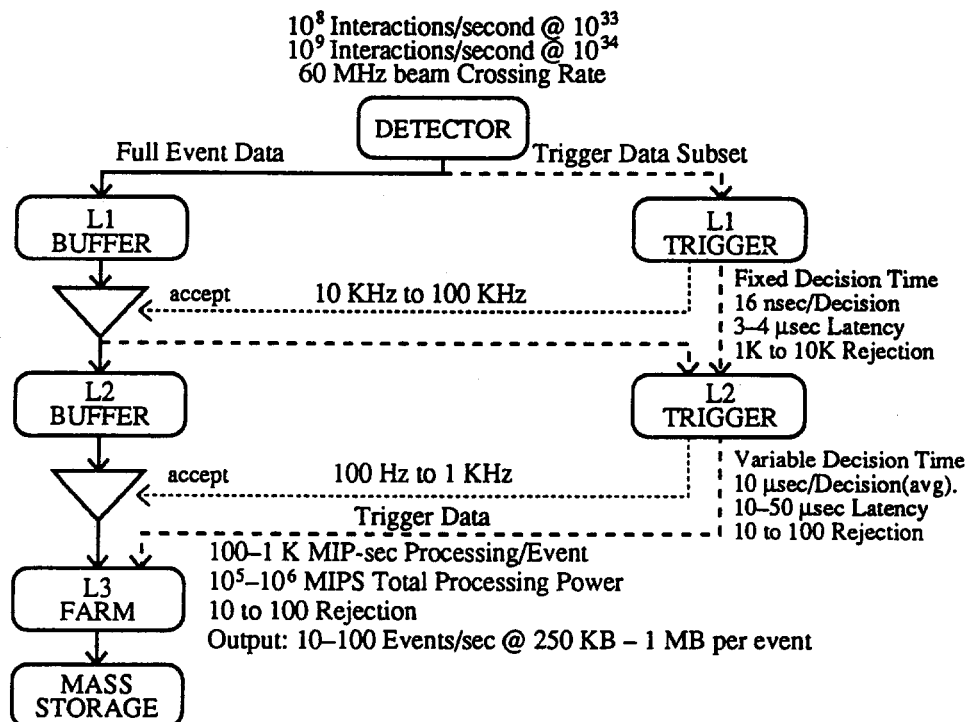 10⁸ Interactions/second @ 10³³
10⁹ Interactions/second @ 10³⁴
60 MHz beam Crossing Rate
DETECTOR
Full Event Data
Trigger Data Subset
L1
BUFFER
L1
TRIGGER
accept
10 KHz to 100 KHz
Fixed Decision Time
16 nsec/Decision
3–4 μsec Latency
1K to 10K Rejection
L2
BUFFER
L2
TRIGGER
accept
100 Hz to 1 KHz
Variable Decision Time
10 μsec/Decision(avg).
10–50 μsec Latency
10 to 100 Rejection
Trigger Data
L3
FARM
100–1 K MIP-sec Processing/Event
10⁵–10⁶ MIPS Total Processing Power
10 to 100 Rejection
Output: 10–100 Events/sec @ 250 KB – 1 MB per event
MASS
STORAGE